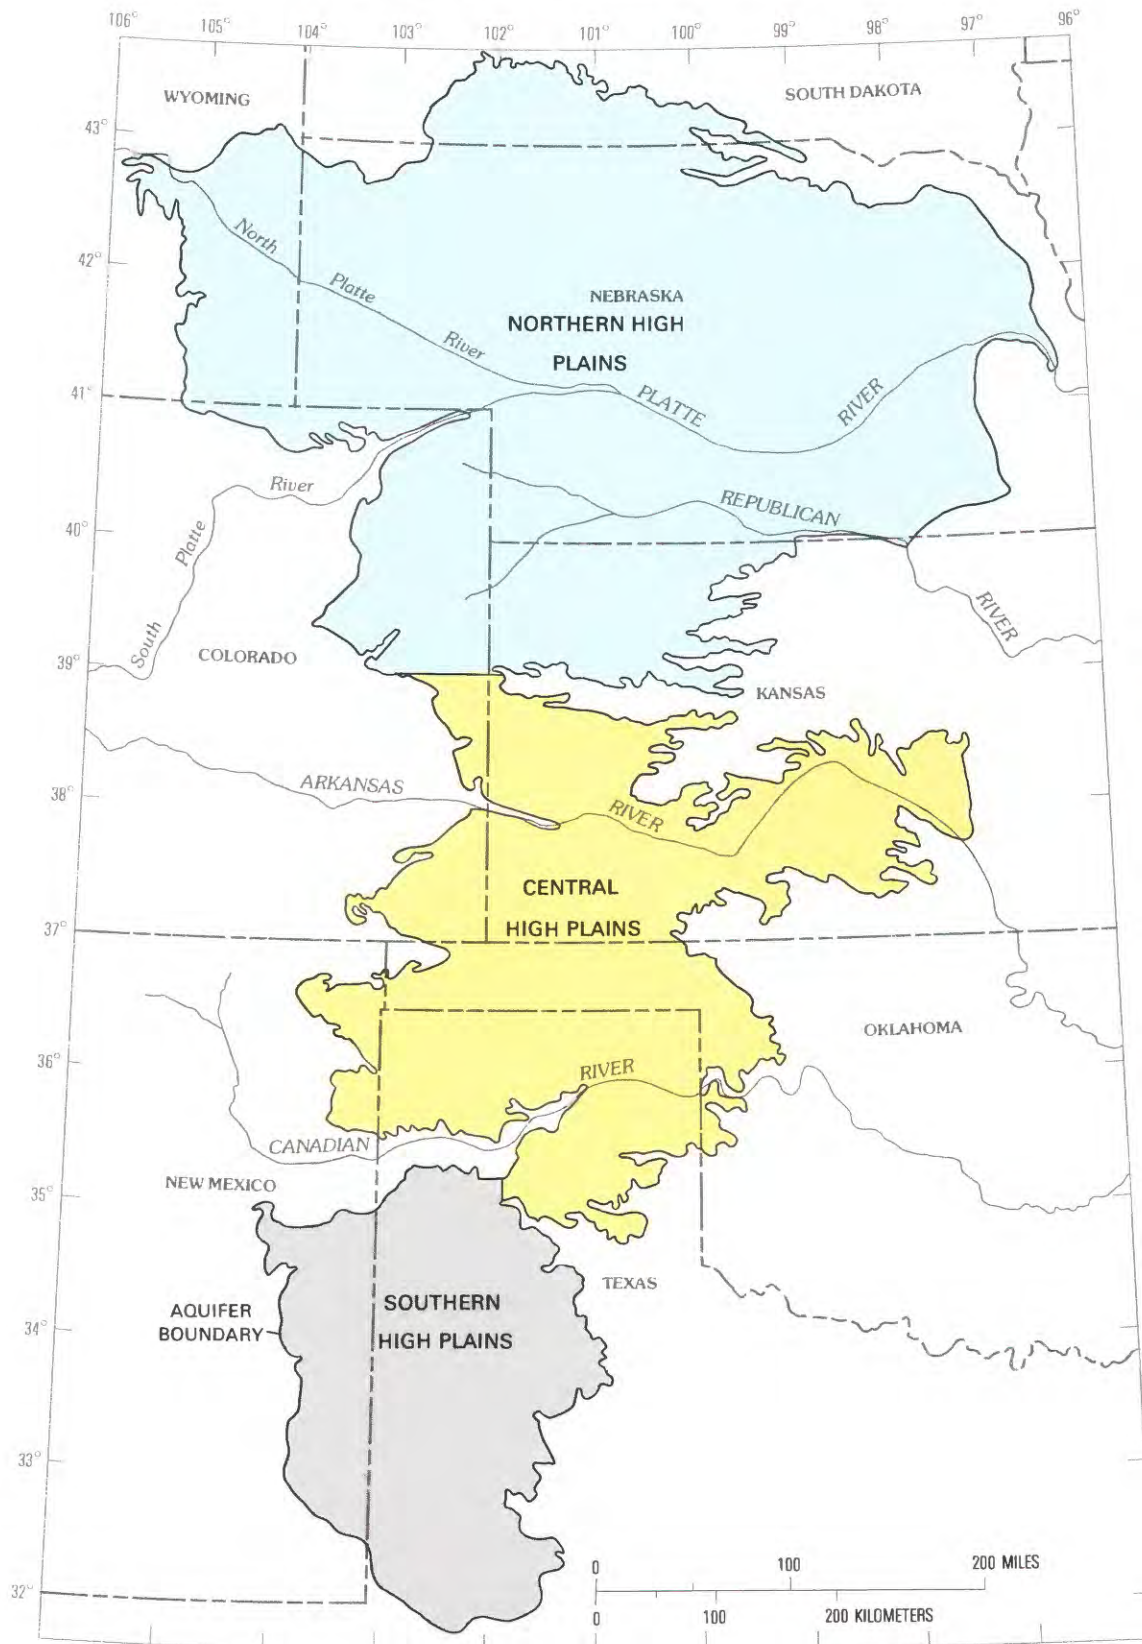 106° 105° 104° 103° 102° 101° 100° 99° 98° 97° 96°
WYOMING
SOUTH DAKOTA
43°
North
Platte
River
42°
NEBRASKA
NORTHERN HIGH
PLAINS
41°
PLATTE
RIVER
River
REPUBLICAN
40°
Platte
South
RIVER
COLORADO
39°
KANSAS
ARKANSAS
RIVER
38°
CENTRAL
HIGH PLAINS
37°
OKLAHOMA
36°
RIVER
CANADIAN
NEW MEXICO
35°
TEXAS
AQUIFER
BOUNDARY
SOUTHERN
HIGH PLAINS
34°
33°
0 100 200 MILES
32°
0 100 200 KILOMETERS